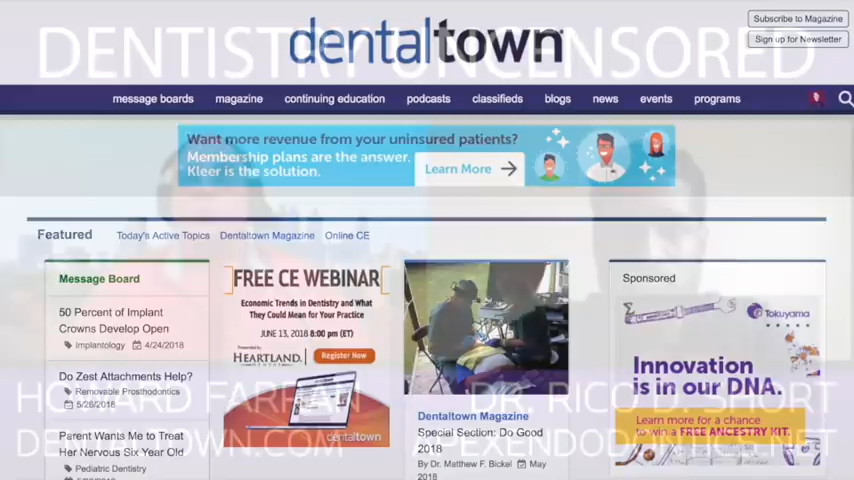 DENTISTRY UNCENSORED
dentaltown
Subscribe to Magazine
Sign up for Newsletter
message boards
magazine
continuing education
podcasts
classifieds
blogs
news
events
programs
Want more revenue from your uninsured patients?
Membership plans are the answer.
Kleer is the solution.
Learn More
Featured
Today's Active Topics
Dentaltown Magazine
Online CE
Message Board
50 Percent of Implant
Crowns Develop Open
Implantology
4/24/2018
Do Zest Attachments Help?
Removable Prosthodontics
5/26/2018
Parent Wants Me to Treat
Her Nervous Six Year Old
Pediatric Dentistry
FREE CE WEBINAR
Economic Trends in Dentistry and What
They Could Mean for Your Practice
JUNE 13, 2018 8:00 pm (ET)
Presented by
HEARTLAND
Register Now
dentaltown
Dentaltown Magazine
Special Section: Do Good
2018
By Dr. Matthew F. Bickel
May
2018
Sponsored
Tokuyama
Innovation
is in our DNA.
Learn more for a chance
to win a FREE ANCESTRY KIT.
HOWARD FARRAN
DENTALTOWN.COM